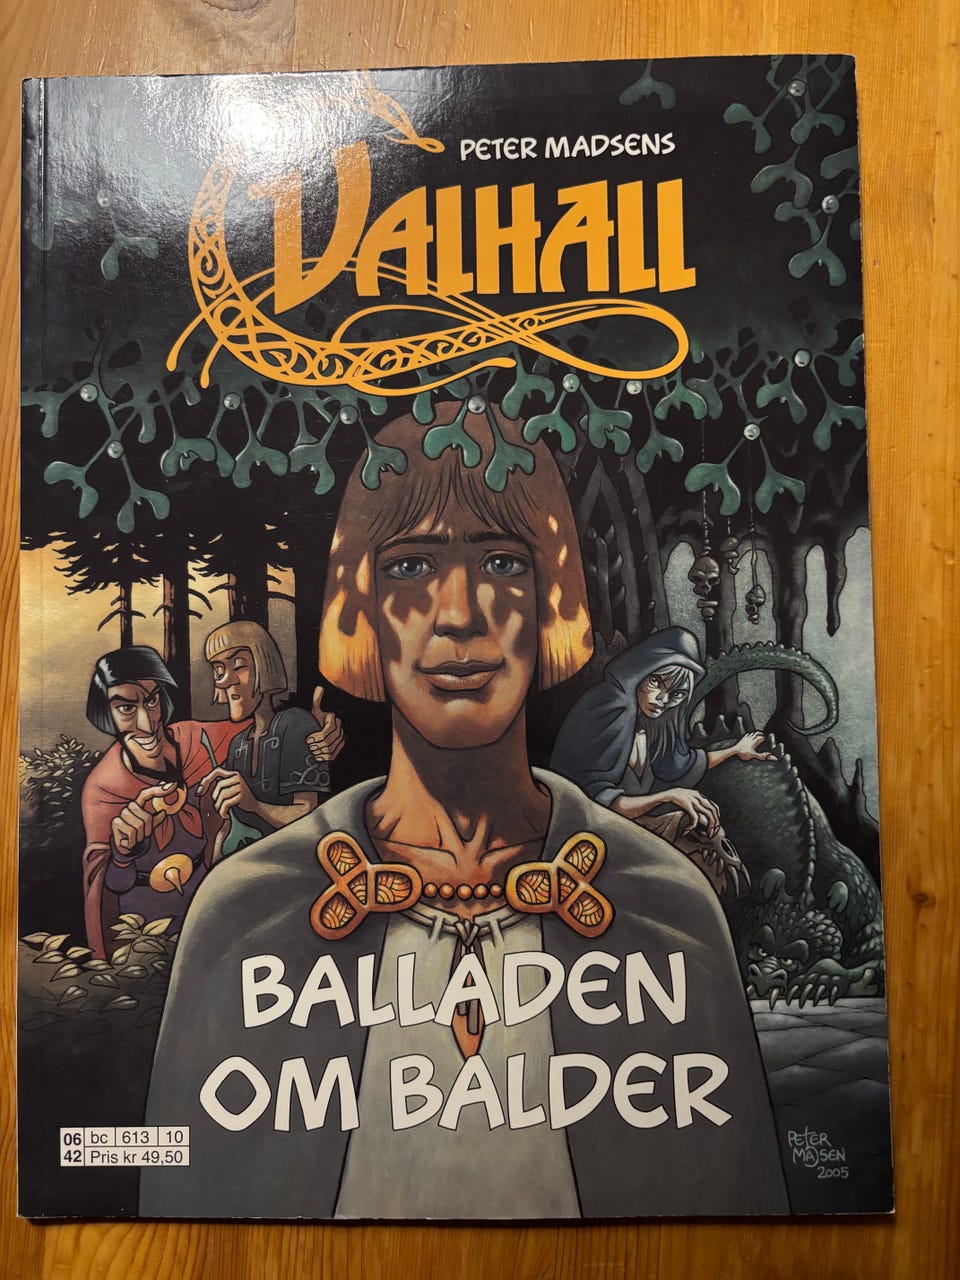 PETER MADSENS
VALHALL
BALLADEN
OM BALDER
06 bc 613 10
42 Pris kr 49,50
PETER
MADSEN
2005